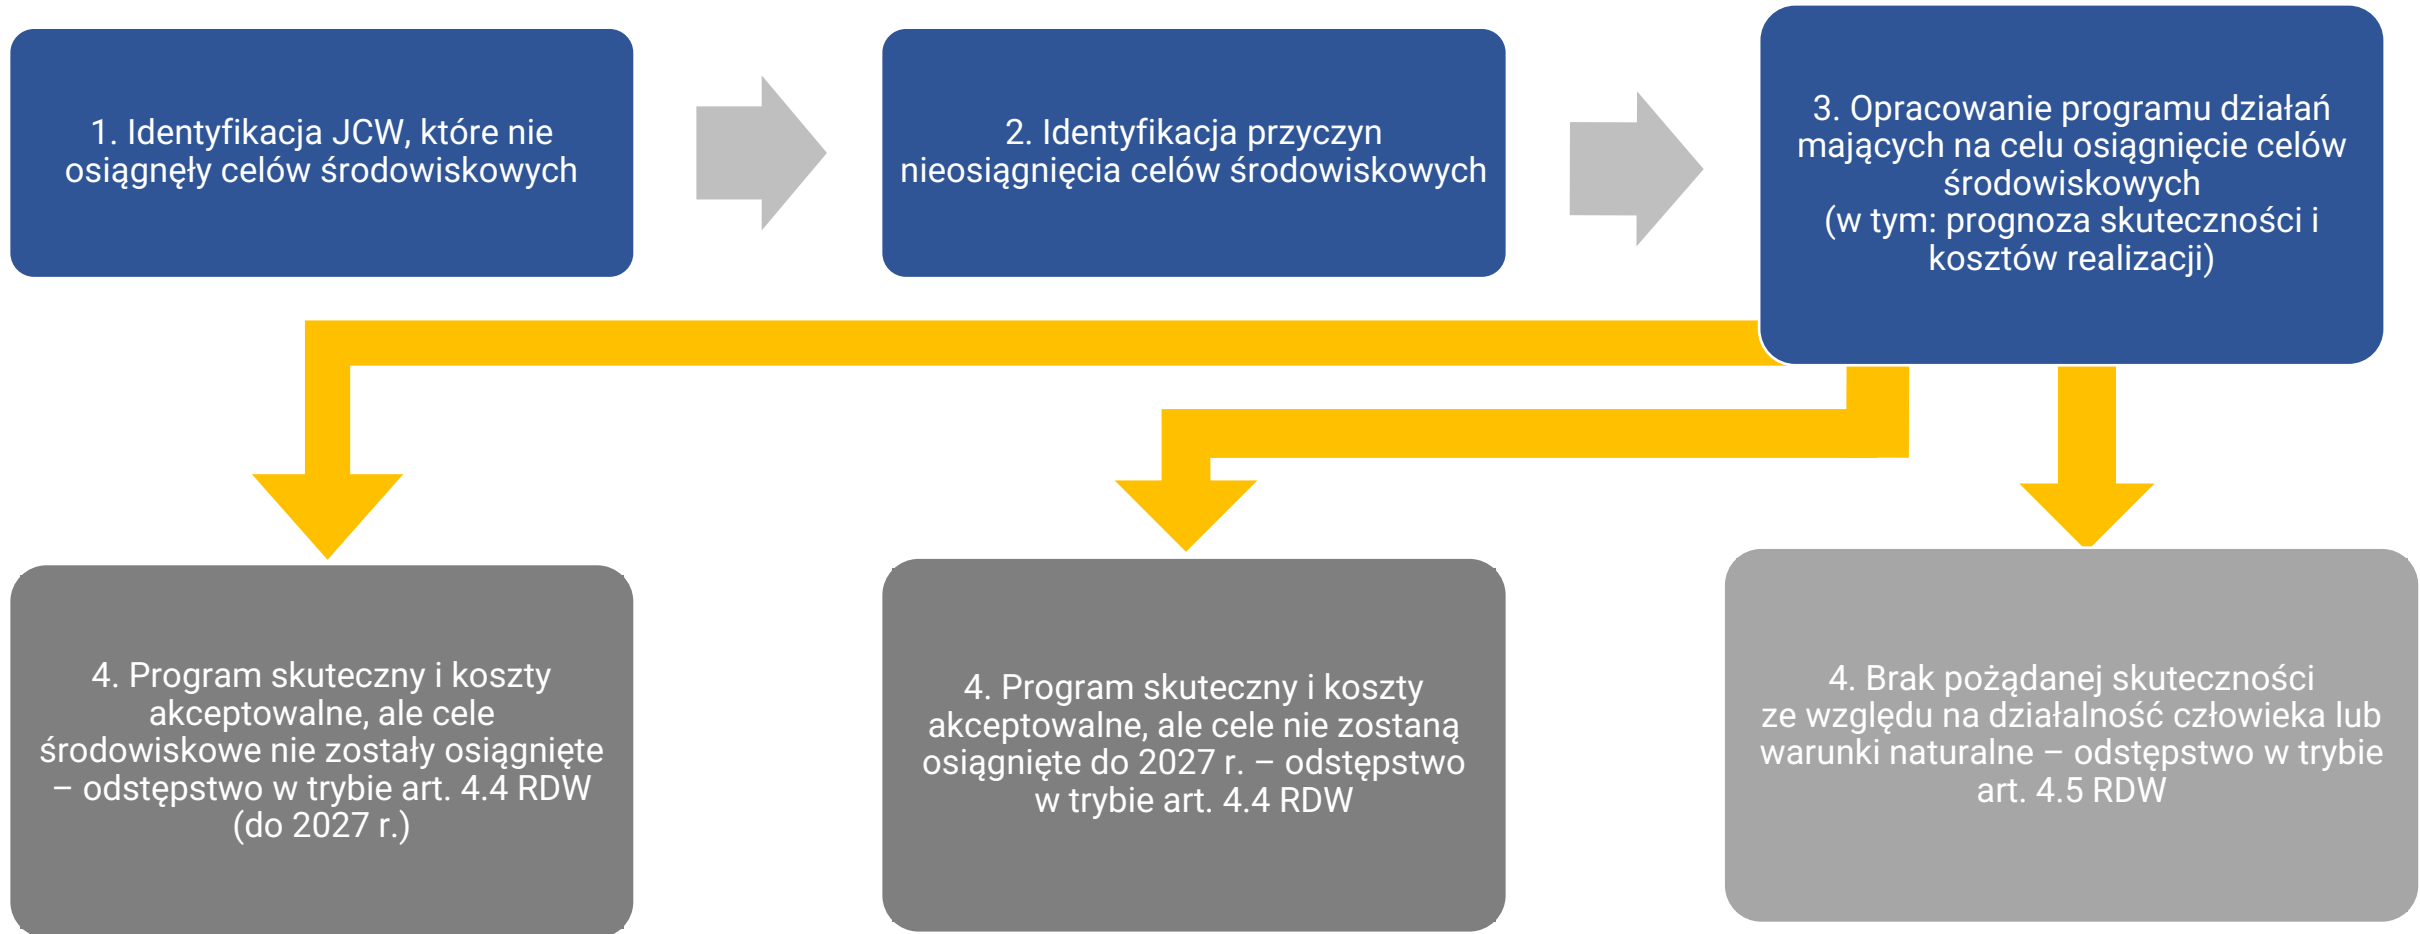 1. Identyfikacja JCW, które nie
osiągnęły celów środowiskowych
2. Identyfikacja przyczyn
nieosiągnięcia celów środowiskowych
3. Opracowanie programu działań
mających na celu osiągnięcie celów
środowiskowych
(w tym: prognoza skuteczności i
kosztów realizacji)
4. Program skuteczny i koszty
akceptowalne, ale cele
środowiskowe nie zostały osiągnięte
– odstępstwo w trybie art. 4.4 RDW
(do 2027 r.)
4. Program skuteczny i koszty
akceptowalne, ale cele nie zostaną
osiągnięte do 2027 r. – odstępstwo
w trybie art. 4.4 RDW
4. Brak pożądanej skuteczności
ze względu na działalność człowieka lub
warunki naturalne – odstępstwo w trybie
art. 4.5 RDW